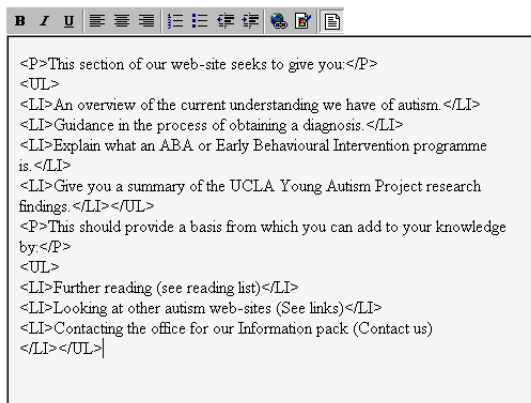 B I U
<P>This section of our web-site seeks to give you:</P>
<UL>
<LI>An overview of the current understanding we have of autism.</LI>
<LI>Guidance in the process of obtaining a diagnosis.</LI>
<LI>Explain what an ABA or Early Behavioural Intervention programme
is.</LI>
<LI>Give you a summary of the UCLA Young Autism Project research
findings.</LI></UL>
<P>This should provide a basis from which you can add to your knowledge
by:</P>
<UL>
<LI>Further reading (see reading list)</LI>
<LI>Looking at other autism web-sites (See links)</LI>
<LI>Contacting the office for our Information pack (Contact us)
</LI></UL>